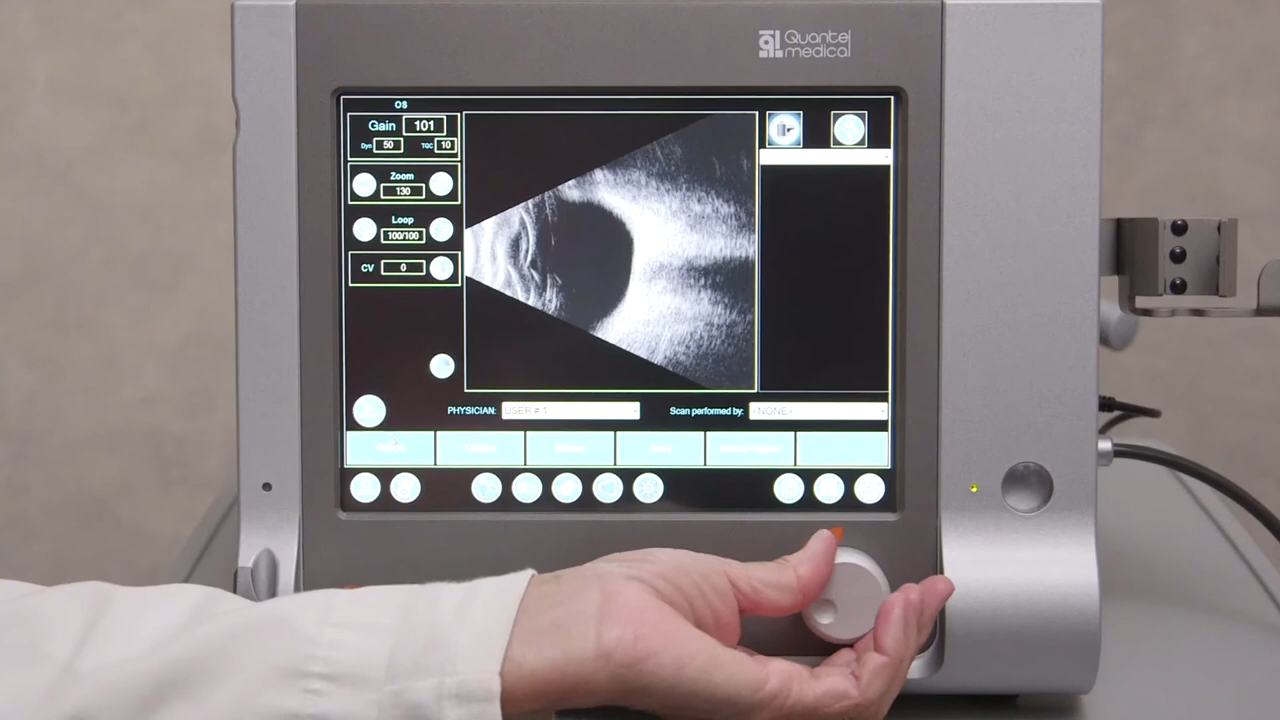 Quantel
medical
OS
Gain 101
Dyn 50 TGC 10
Zoom
130
Loop
100/100
CV 0
PHYSICIAN: USER # 1 Scan performed by: - NONE -